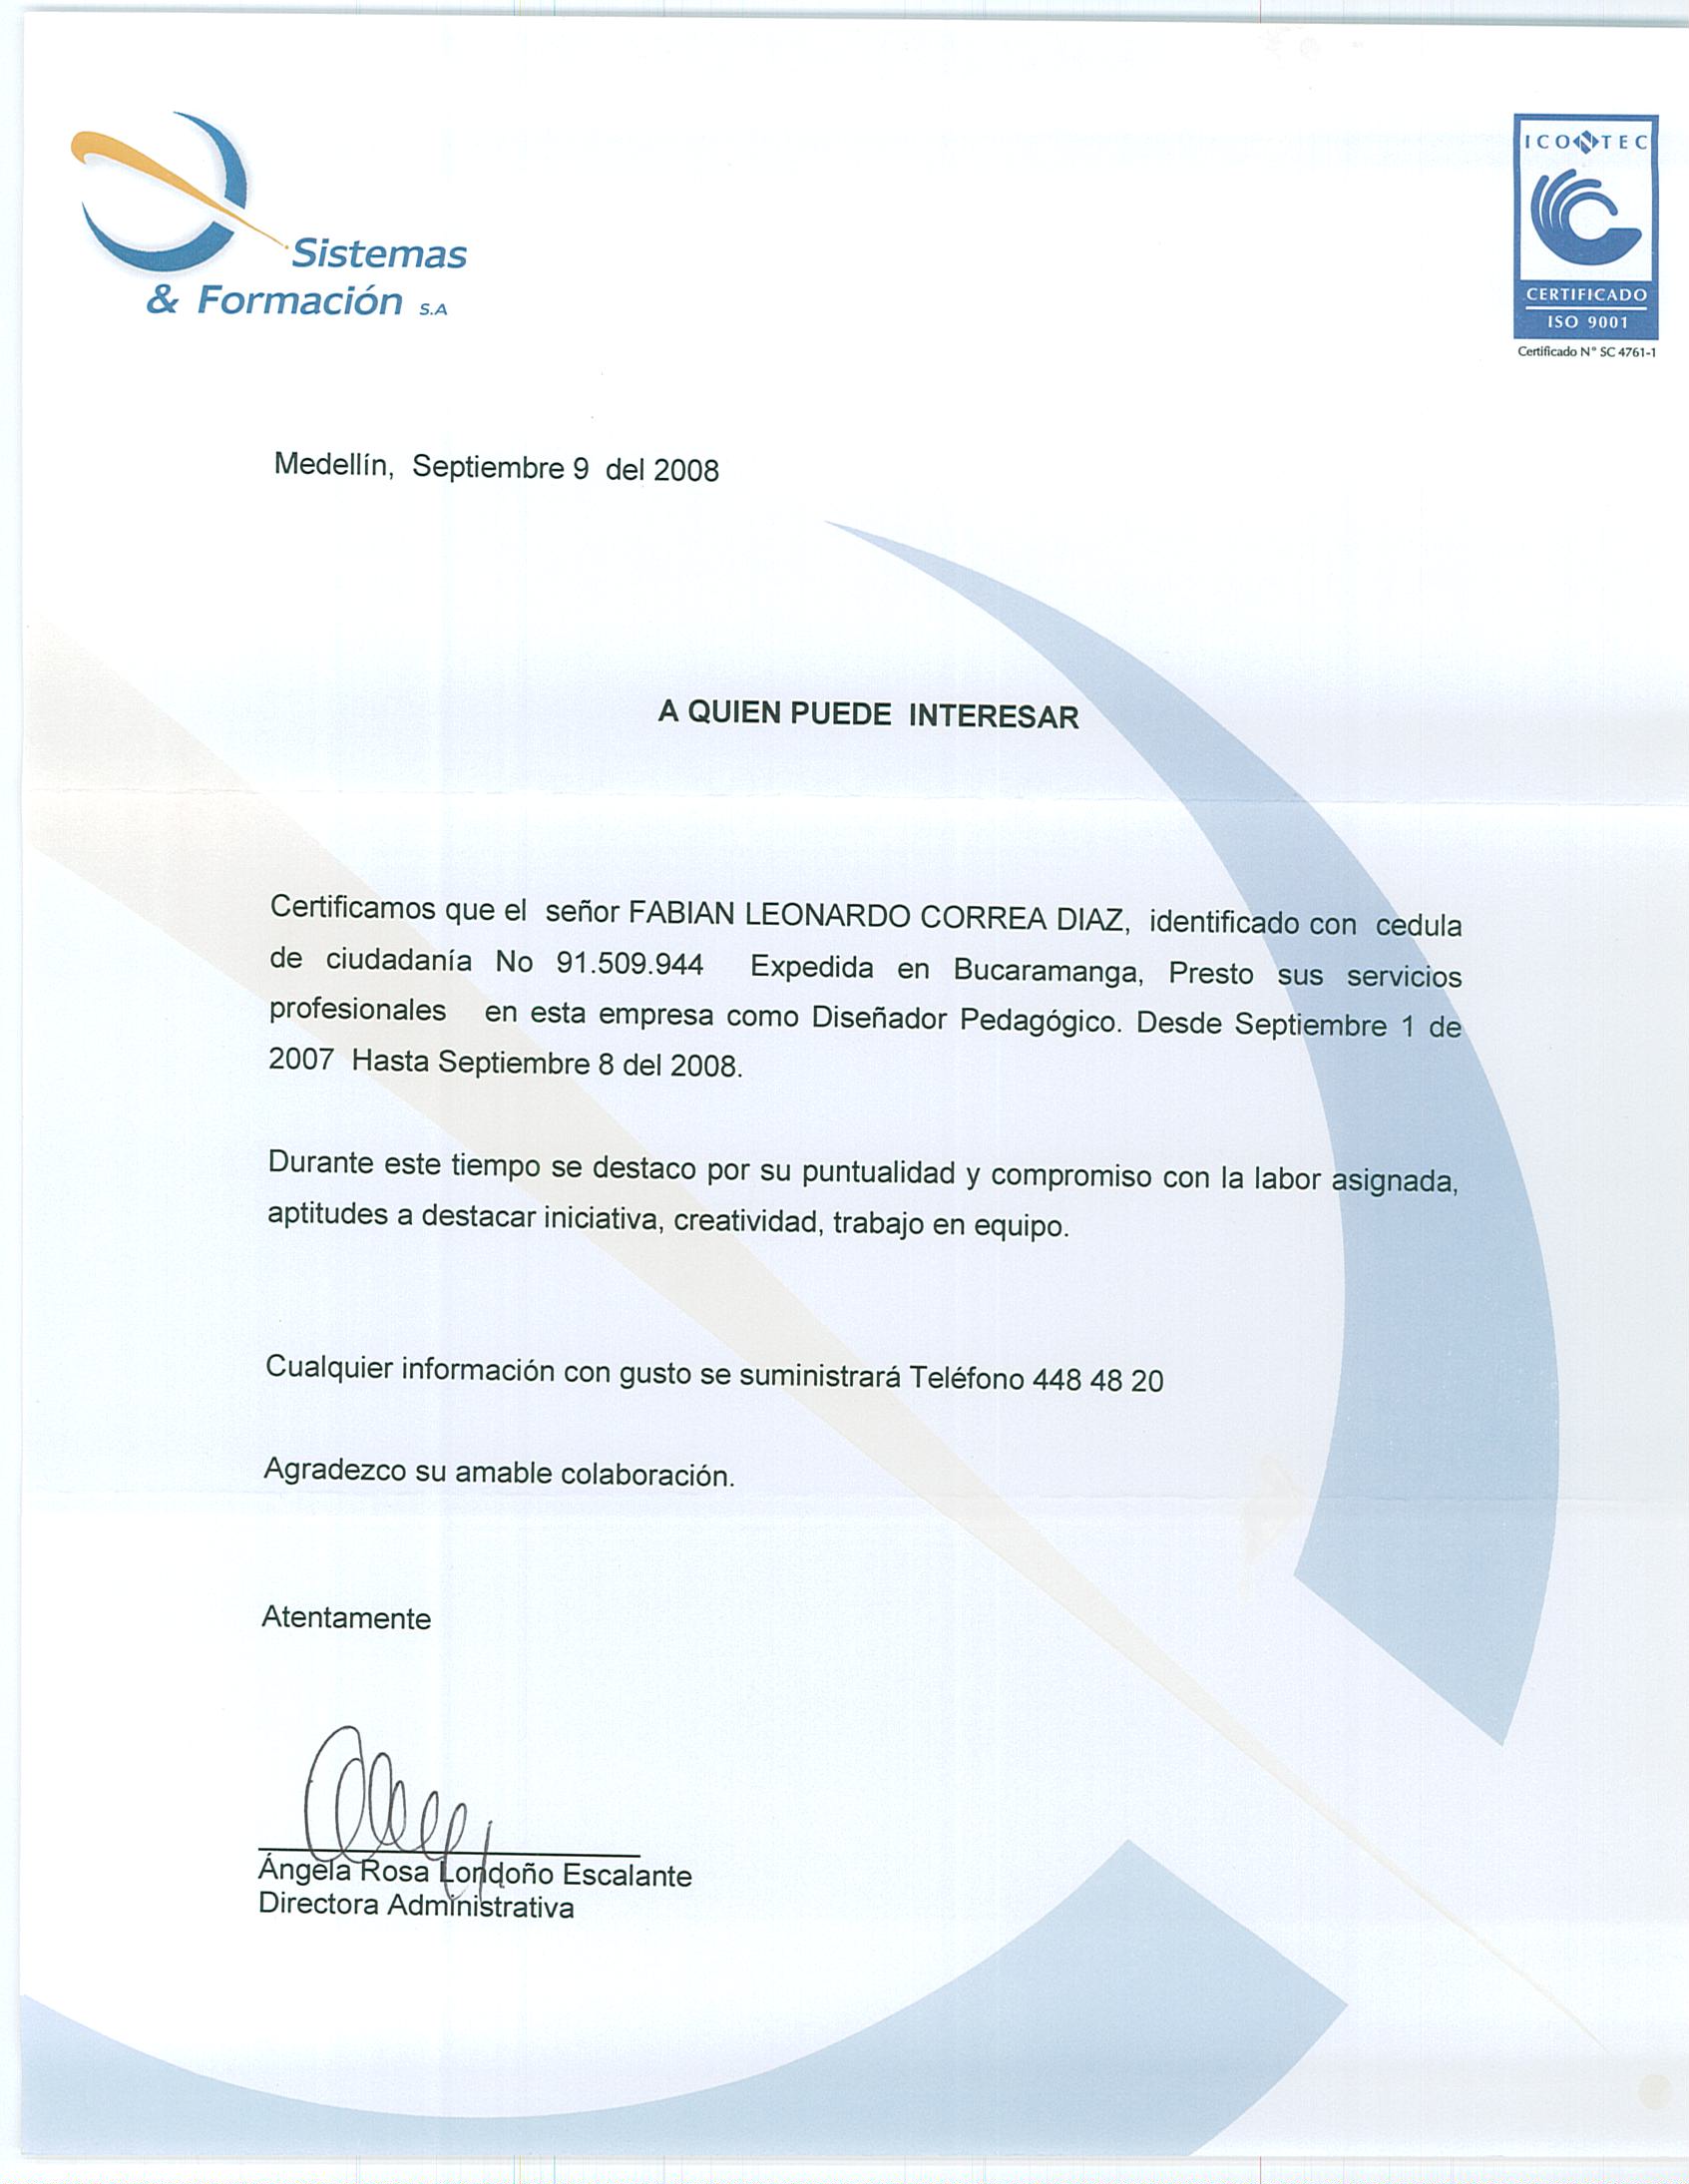 Sistemas
& Formación S.A
ICONTEC
CERTIFICADO
ISO 9001
Certificado N° SC 4761-1
Medellín, Septiembre 9 del 2008
A QUIEN PUEDE INTERESAR
Certificamos que el señor FABIAN LEONARDO CORREA DIAZ, identificado con cedula
de ciudadanía No 91.509.944 Expedida en Bucaramanga, Presto sus servicios
profesionales en esta empresa como Diseñador Pedagógico. Desde Septiembre 1 de
2007 Hasta Septiembre 8 del 2008.
Durante este tiempo se destaco por su puntualidad y compromiso con la labor asignada,
aptitudes a destacar iniciativa, creatividad, trabajo en equipo.
Cualquier información con gusto se suministrará Teléfono 448 48 20
Agradezco su amable colaboración.
Atentamente
Ángela Rosa Londoño Escalante
Directora Administrativa